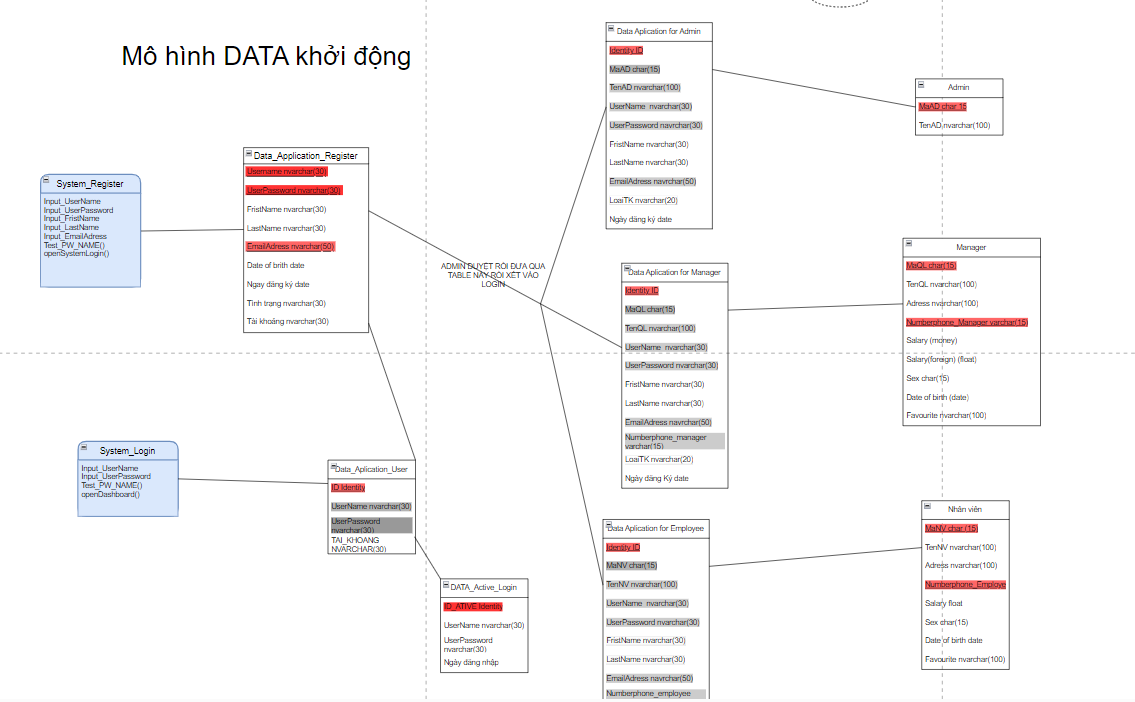 Mô hình DATA khởi động
System_Register
Input_UserName
Input_UserPassword
Input_FristName
Input_LastName
Input_EmailAdress
Test_PW_NAME()
openSystemLogin()
Data_Application_Register
Username nvarchar(30)
UserPassword nvarchar(30)
FristName nvarchar(30)
LastName nvarchar(30)
EmailAdress nvarchar(50)
Date of brith date
Ngay đăng ký date
Tình trạng nvarchar(30)
Tài khoảng nvarchar(30)
ADMIN DUYỆT RỒI ĐƯA QUA
TABLE NÀY RỒI XÉT VÀO
LOGIN
System_Login
Input_UserName
Input_UserPassword
Test_PW_NAME()
openDashboard()
Data_Aplication_User
ID Identity
UserName nvarchar(30)
UserPassword
nvarchar(30)
TAI_KHOANG
NVARCHAR(30)
DATA_Active_Login
ID_ATIVE Identity
UserName nvarchar(30)
UserPassword
nvarchar(30)
Ngày đăng nhập
Data Aplication for Admin
Identity ID
MaAD char(15)
TenAD nvarchar(100)
UserName nvarchar(30)
UserPassword navrchar(30)
FristName nvarchar(30)
LastName nvarchar(30)
EmailAdress navrchar(50)
LoaiTK nvarchar(20)
Ngày đăng ký date
Data Aplication for Manager
Identity ID
MaQL char(15)
TenQL nvarchar(100)
UserName nvarchar(30)
UserPassword nvarchar(30)
FristName nvarchar(30)
LastName nvarchar(30)
EmailAdress navrchar(50)
Numberphone_manager
varchar(15)
LoaiTK nvarchar(20)
Ngày đăng Ký date
Data Aplication for Employee
Identity ID
MaNV char(15)
TenNV nvarchar(100)
UserName nvarchar(30)
UserPassword nvarchar(30)
FristName nvarchar(30)
LastName nvarchar(30)
EmailAdress navrchar(50)
Numberphone_employee
Admin
MaAD char 15
TenAD nvarchar(100)
Manager
MaQL char(15)
TenQL nvarchar(100)
Adress nvarchar(100)
Numberphone_Manager varchar(15)
Salary (money)
Salary(foreign) (float)
Sex char(15)
Date of birth (date)
Favourite nvarchar(100)
Nhân viên
MaNV char (15)
TenNV nvarchar(100)
Adress nvarchar(100)
Numberphone_Employe
Salary float
Sex char(15)
Date of birth date
Favourite nvarchar(100)